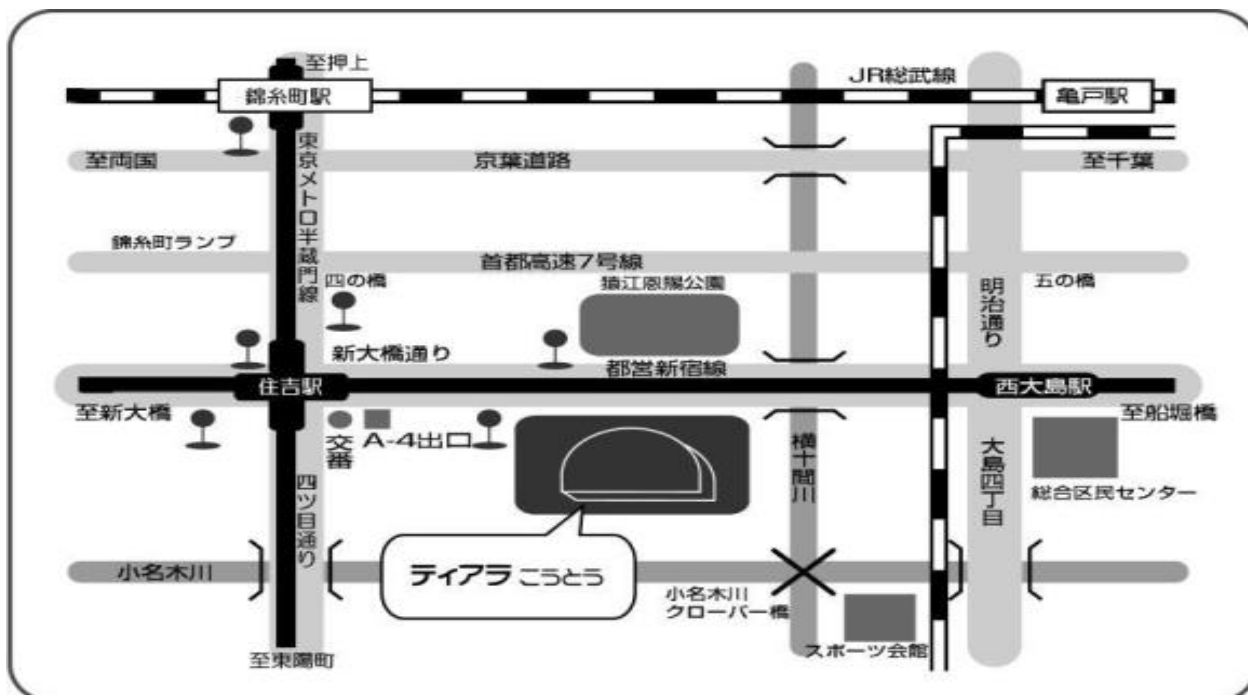 至押上
JR総武線
錦糸町駅
亀戸駅
至両国
京葉道路
至千葉
東京メトロ半蔵門線
錦糸町ランプ
首都高速7号線
四の橋
猿江恩賜公園
明治通り
五の橋
新大橋通り
都営新宿線
住吉駅
西大島駅
至新大橋
至船堀橋
交番
A-4出口
横十間川
大島四丁目
四ツ目通り
総合区民センター
小名木川
ティアラこうとう
小名木川
クローバー橋
スポーツ会館
至東陽町